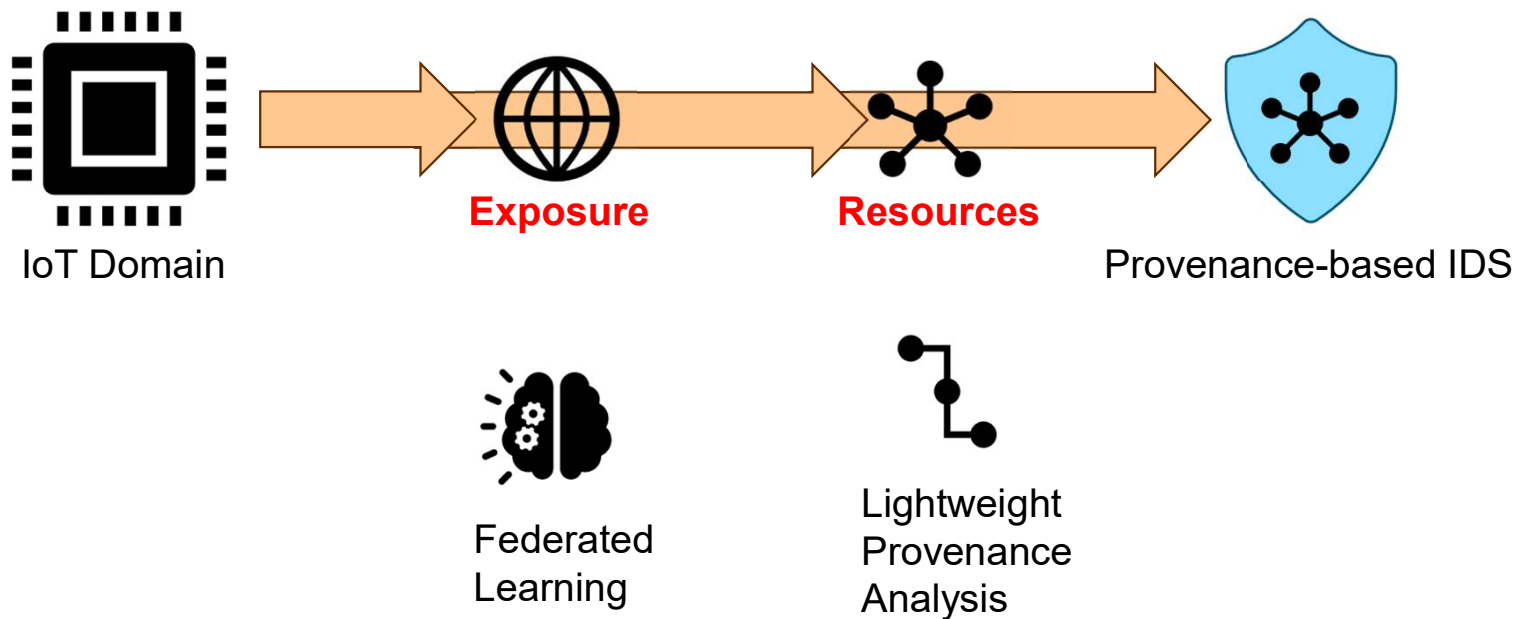 Exposure
Resources
IoT Domain
Provenance-based IDS
Federated
Learning
Lightweight
Provenance
Analysis